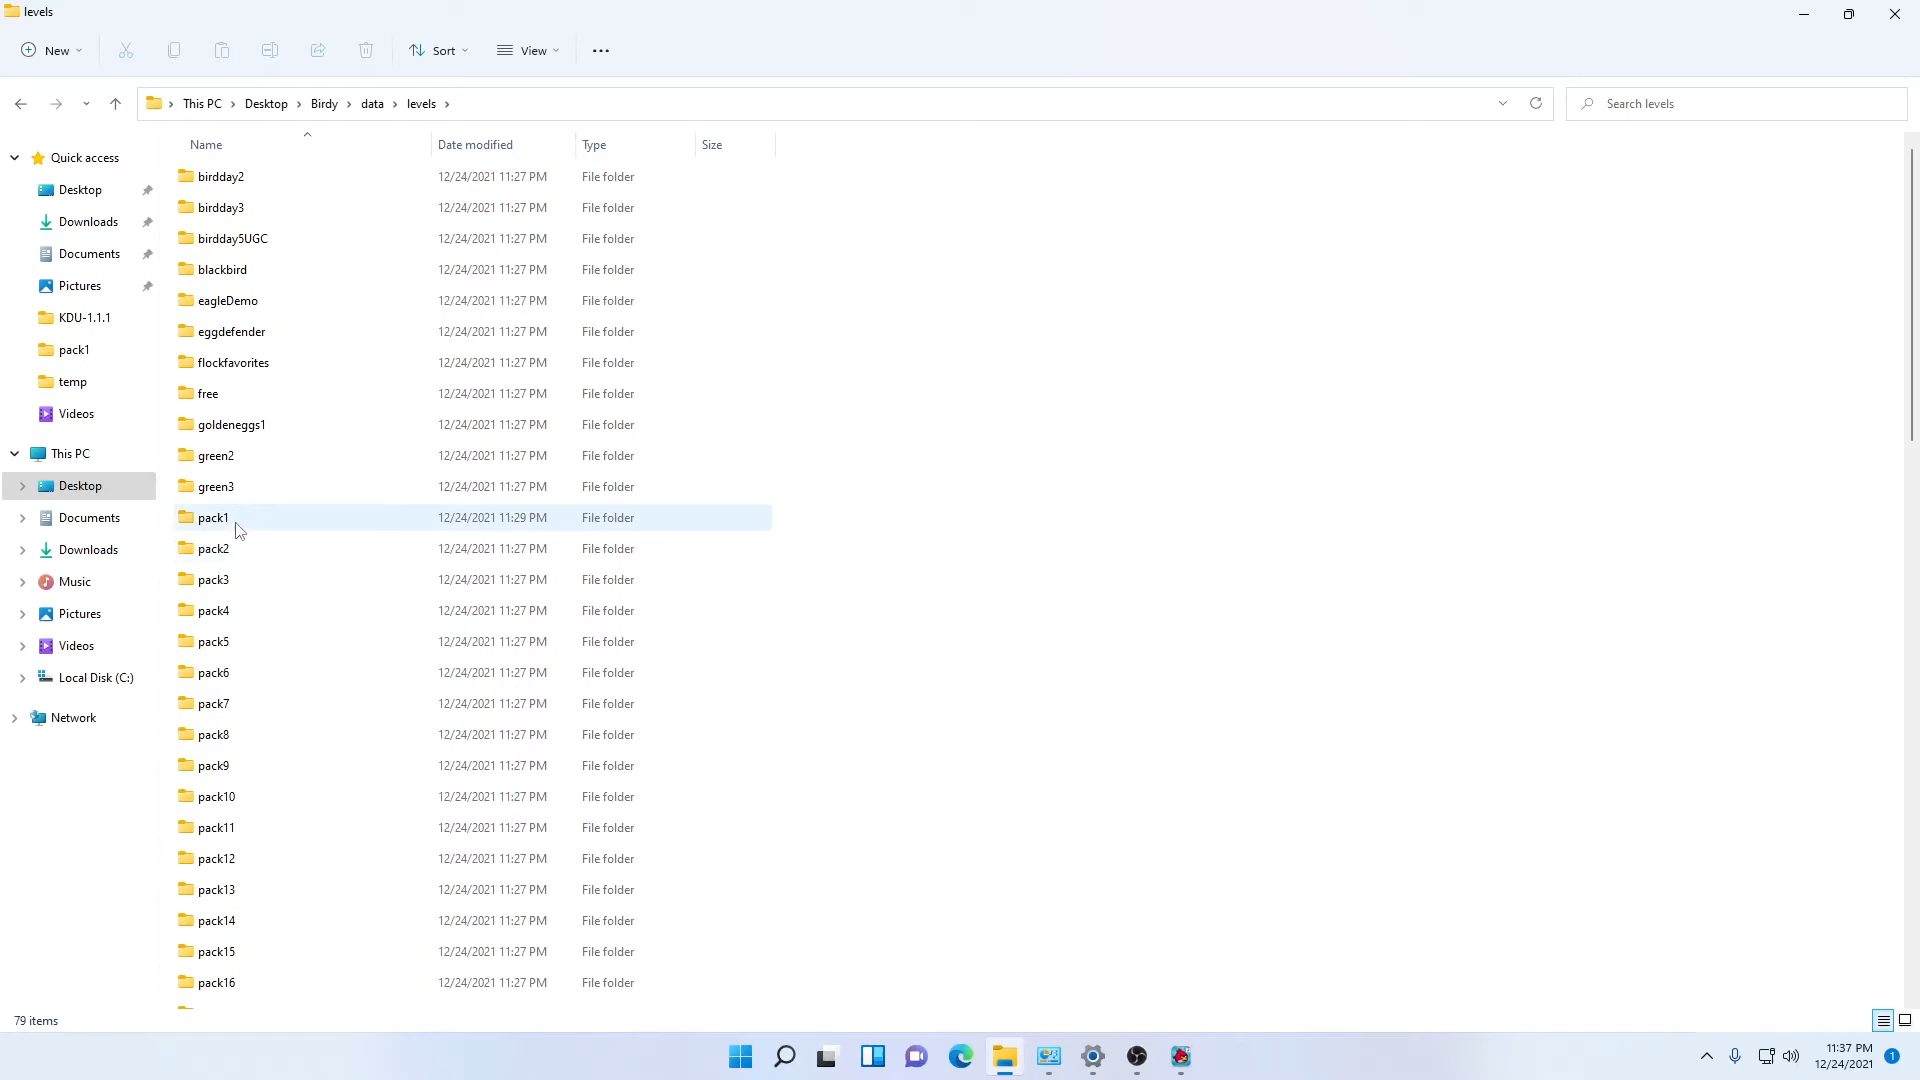 levels
New
Sort
View
This PC
Desktop
Birdy
data
levels
Search levels
Name
Date modified
Type
Size
Quick access
Desktop
Downloads
Documents
Pictures
KDU-1.1.1
pack1
temp
Videos
This PC
Desktop
Documents
Downloads
Music
Pictures
Videos
Local Disk (C:)
Network
birdday2 12/24/2021 11:27 PM File folder
birdday3 12/24/2021 11:27 PM File folder
birdday5UGC 12/24/2021 11:27 PM File folder
blackbird 12/24/2021 11:27 PM File folder
eagleDemo 12/24/2021 11:27 PM File folder
eggdefender 12/24/2021 11:27 PM File folder
flockfavorites 12/24/2021 11:27 PM File folder
free 12/24/2021 11:27 PM File folder
goldeneggs1 12/24/2021 11:27 PM File folder
green2 12/24/2021 11:27 PM File folder
green3 12/24/2021 11:27 PM File folder
pack1 12/24/2021 11:29 PM File folder
pack2 12/24/2021 11:27 PM File folder
pack3 12/24/2021 11:27 PM File folder
pack4 12/24/2021 11:27 PM File folder
pack5 12/24/2021 11:27 PM File folder
pack6 12/24/2021 11:27 PM File folder
pack7 12/24/2021 11:27 PM File folder
pack8 12/24/2021 11:27 PM File folder
pack9 12/24/2021 11:27 PM File folder
pack10 12/24/2021 11:27 PM File folder
pack11 12/24/2021 11:27 PM File folder
pack12 12/24/2021 11:27 PM File folder
pack13 12/24/2021 11:27 PM File folder
pack14 12/24/2021 11:27 PM File folder
pack15 12/24/2021 11:27 PM File folder
pack16 12/24/2021 11:27 PM File folder
79 items
11:37 PM
12/24/2021
1